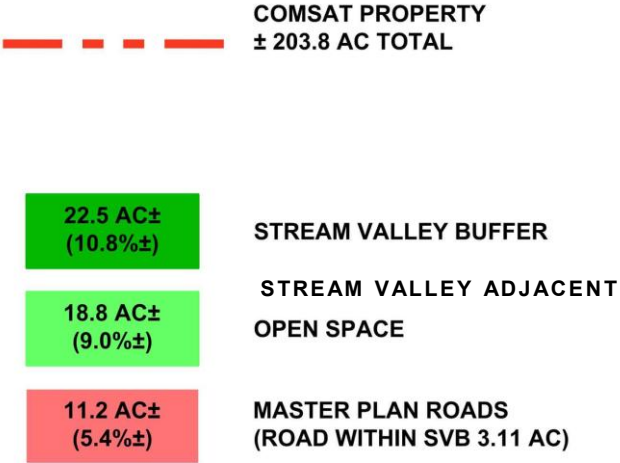 COMSAT PROPERTY
± 203.8 AC TOTAL
22.5 AC±
(10.8%±)
STREAM VALLEY BUFFER
STREAM VALLEY ADJACENT
18.8 AC±
(9.0%±)
OPEN SPACE
11.2 AC±
(5.4%±)
MASTER PLAN ROADS
(ROAD WITHIN SVB 3.11 AC)